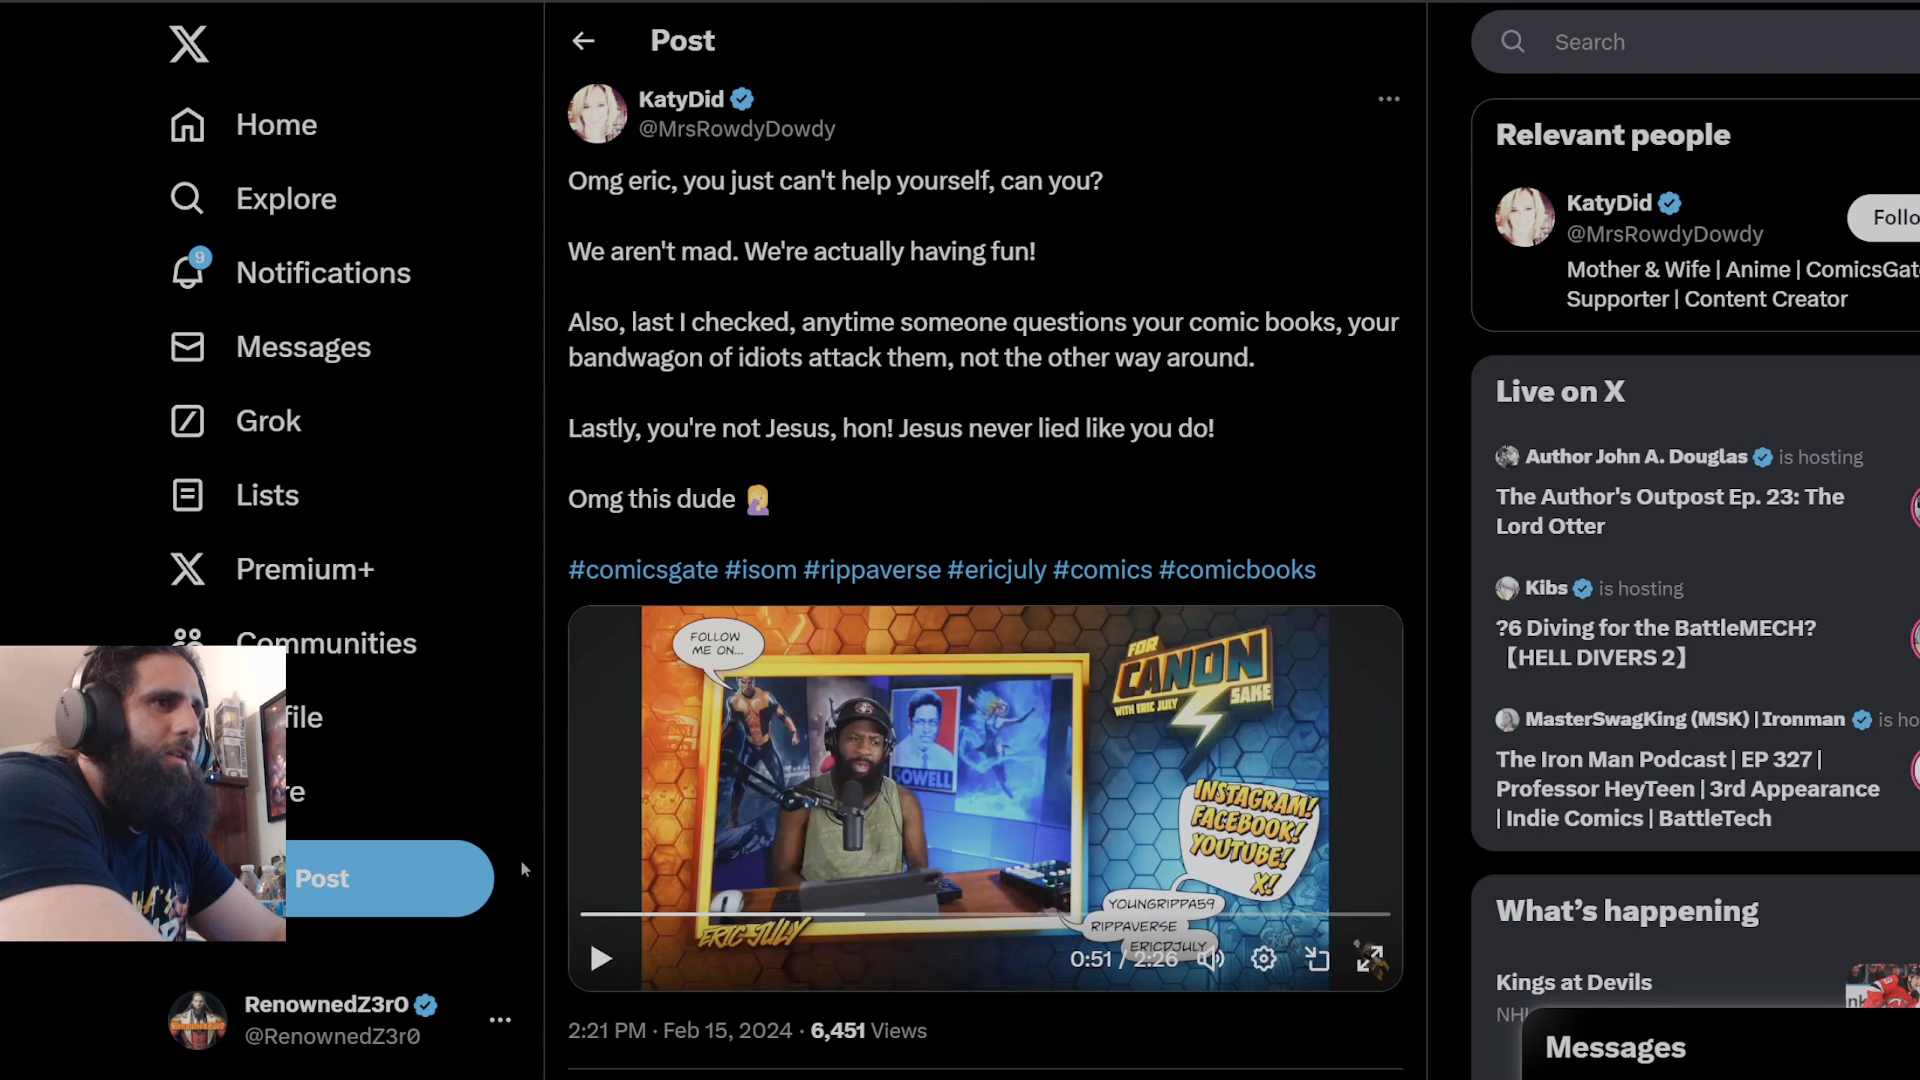 Home
Explore
9
Notifications
Messages
Grok
Lists
Premium+
Communities
file
re
Post
RenownedZ3r0
@RenownedZ3r0
Post
KatyDid
@MrsRowdyDowdy
Omg eric, you just can't help yourself, can you?
We aren't mad. We're actually having fun!
Also, last I checked, anytime someone questions your comic books, your
bandwagon of idiots attack them, not the other way around.
Lastly, you're not Jesus, hon! Jesus never lied like you do!
Omg this dude
#comicsgate #isom #rippaverse #ericjuly #comics #comicbooks
FOLLOW
ME ON...
FOR
CANON
SAKE
WITH ERIC JULY
SOWELL
INSTAGRAM!
FACEBOOK!
YOUTUBE!
X!
YOUNGRIPPA59
RIPPAVERSE
ERICDJULY
ERIC JULY
0:51 / 2:26
2:21 PM · Feb 15, 2024 · 6,451 Views
Search
Relevant people
KatyDid
Follo
@MrsRowdyDowdy
Mother & Wife | Anime | ComicsGate
Supporter | Content Creator
Live on X
Author John A. Douglas is hosting
The Author's Outpost Ep. 23: The
Lord Otter
Kibs is hosting
?6 Diving for the BattleMECH?
【HELL DIVERS 2】
MasterSwagKing (MSK) | Ironman is ho
The Iron Man Podcast | EP 327 |
Professor HeyTeen | 3rd Appearance
| Indie Comics | BattleTech
What's happening
Kings at Devils
NHL
Messages